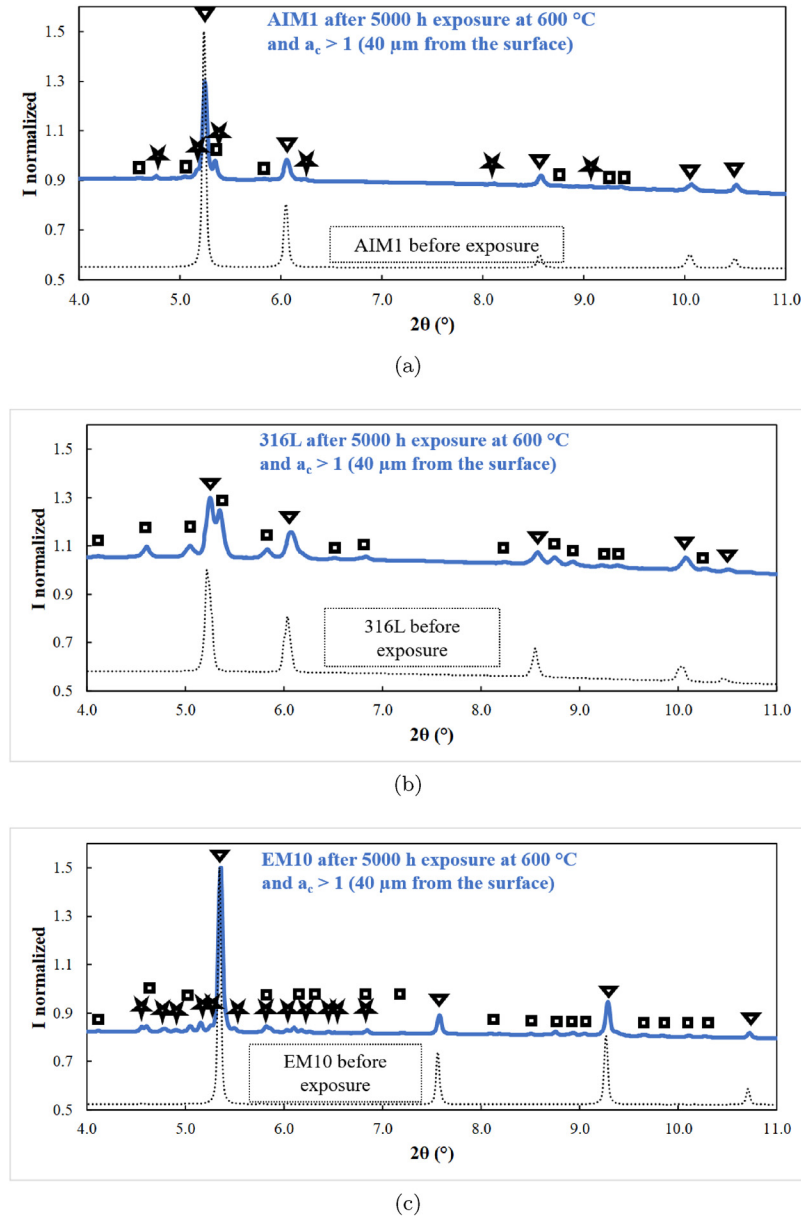 AIM1 after 5000 h exposure at 600 °C
and a_c > 1 (40 µm from the surface)
I normalized
1.5
1.3
1.1
0.9
0.7
0.5
AIM1 before exposure
4.0 5.0 6.0 7.0 8.0 9.0 10.0 11.0
2θ (°)
(a)
316L after 5000 h exposure at 600 °C
and a_c > 1 (40 µm from the surface)
I normalized
1.5
1.3
1.1
0.9
0.7
0.5
316L before
exposure
4.0 5.0 6.0 7.0 8.0 9.0 10.0 11.0
2θ (°)
(b)
EM10 after 5000 h exposure at 600 °C
and a_c > 1 (40 µm from the surface)
I normalized
1.5
1.3
1.1
0.9
0.7
0.5
EM10 before
exposure
4.0 5.0 6.0 7.0 8.0 9.0 10.0 11.0
2θ (°)
(c)